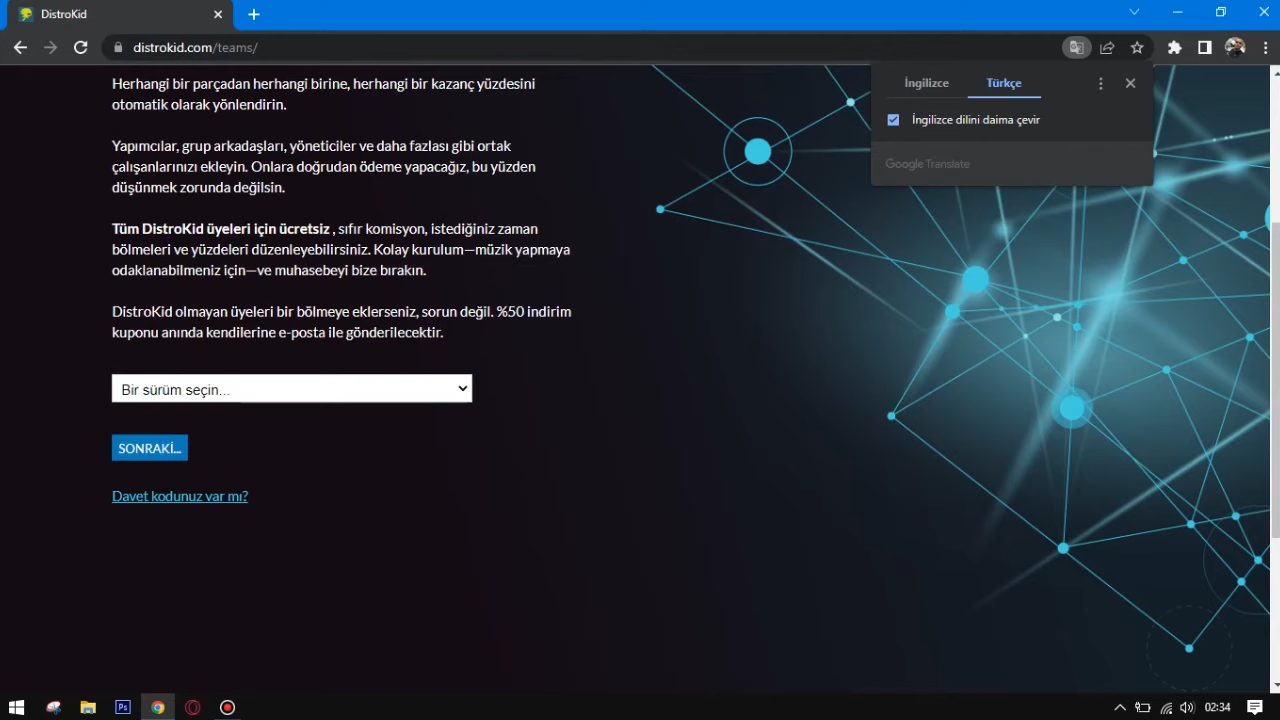 DistroKid
distrokid.com/teams/
İngilizce
Türkçe
İngilizce dilini daima çevir
Google Translate
Herhangi bir parçadan herhangi birine, herhangi bir kazanç yüzdesini
otomatik olarak yönlendirin.
Yapımcılar, grup arkadaşları, yöneticiler ve daha fazlası gibi ortak
çalışanlarınızı ekleyin. Onlara doğrudan ödeme yapacağız, bu yüzden
düşünmek zorunda değilsin.
Tüm DistroKid üyeleri için ücretsiz , sıfır komisyon, istediğiniz zaman
bölmeleri ve yüzdeleri düzenleyebilirsiniz. Kolay kurulum—müzik yapmaya
odaklanabilmeniz için—ve muhasebeyi bize bırakın.
DistroKid olmayan üyeleri bir bölmeye eklerseniz, sorun değil. %50 indirim
kuponu anında kendilerine e-posta ile gönderilecektir.
Bir sürüm seçin...
SONRAKİ...
Davet kodunuz var mı?
Ps
02:34